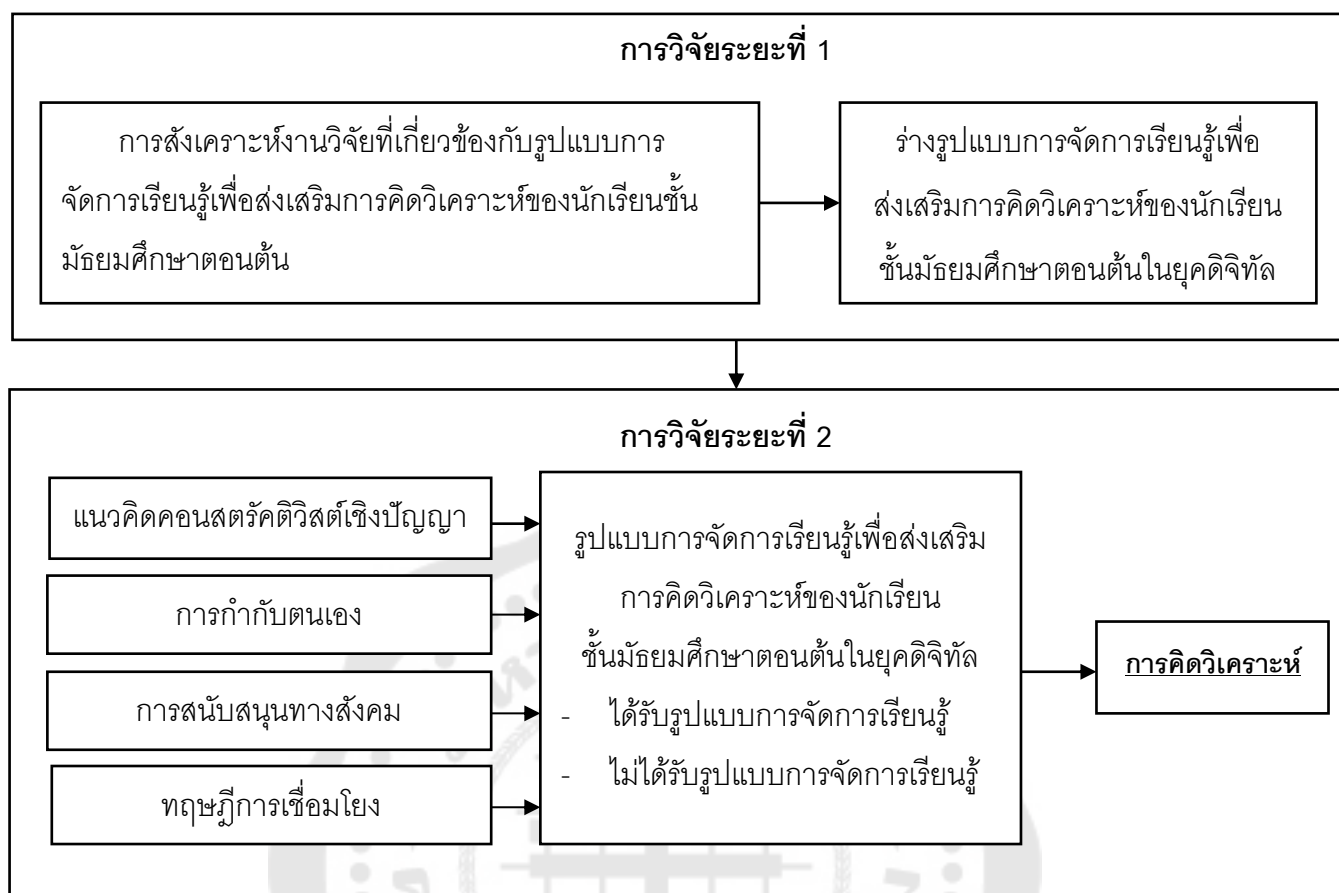 การวิจัยระยะที่ 1
การสังเคราะห์งานวิจัยที่เกี่ยวข้องกับรูปแบบการ
จัดการเรียนรู้เพื่อส่งเสริมการคิดวิเคราะห์ของนักเรียนชั้น
มัธยมศึกษาตอนต้น
ร่างรูปแบบการจัดการเรียนรู้เพื่อ
ส่งเสริมการคิดวิเคราะห์ของนักเรียน
ชั้นมัธยมศึกษาตอนต้นในยุคดิจิทัล
การวิจัยระยะที่ 2
แนวคิดคอนสตรัคติวิสต์เชิงปัญญา
การกำกับตนเอง
การสนับสนุนทางสังคม
ทฤษฎีการเชื่อมโยง
รูปแบบการจัดการเรียนรู้เพื่อส่งเสริม
การคิดวิเคราะห์ของนักเรียน
ชั้นมัธยมศึกษาตอนต้นในยุคดิจิทัล
- ได้รับรูปแบบการจัดการเรียนรู้
- ไม่ได้รับรูปแบบการจัดการเรียนรู้
การคิดวิเคราะห์